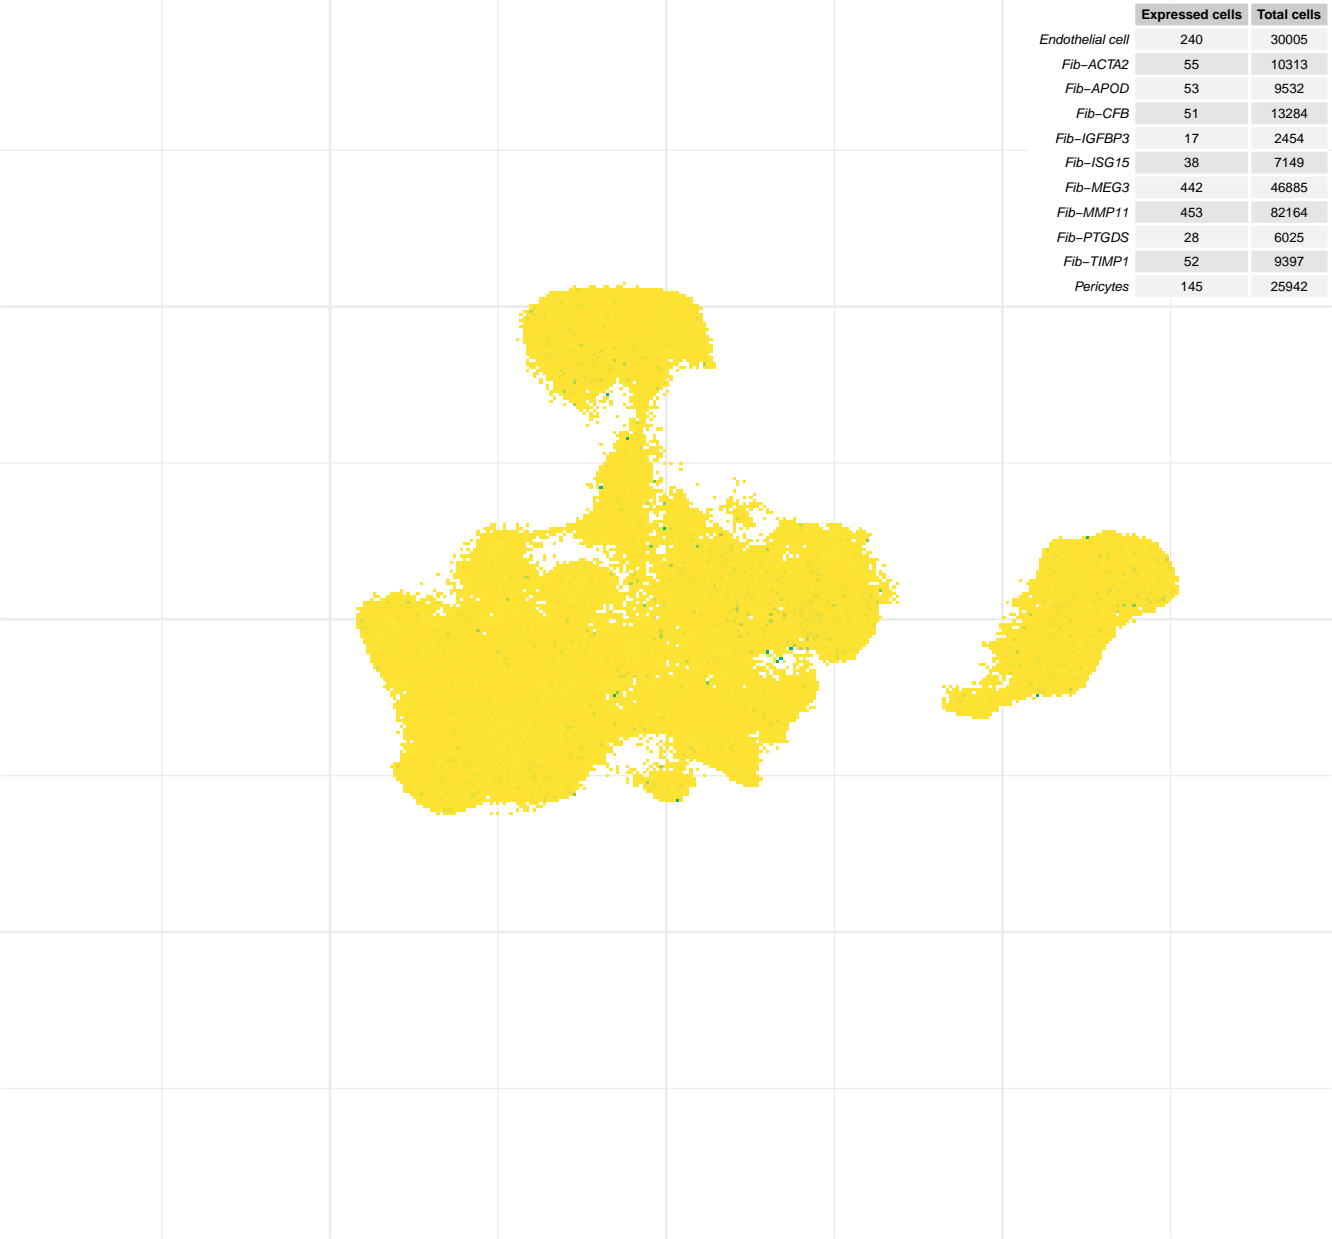 Expressed cells Total cells
Endothelial cell 240 30005
Fib−ACTA2 55 10313
Fib−APOD 53 9532
Fib−CFB 51 13284
Fib−IGFBP3 17 2454
Fib−ISG15 38 7149
Fib−MEG3 442 46885
Fib−MMP11 453 82164
Fib−PTGDS 28 6025
Fib−TIMP1 52 9397
Pericytes 145 25942